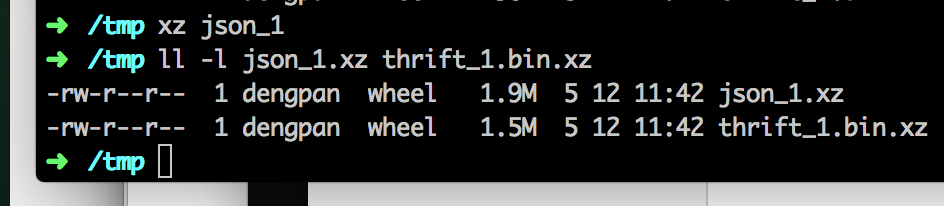 ➜ /tmp xz json_1
➜ /tmp ll -l json_1.xz thrift_1.bin.xz
-rw-r--r-- 1 dengpan wheel 1.9M 5 12 11:42 json_1.xz
-rw-r--r-- 1 dengpan wheel 1.5M 5 12 11:42 thrift_1.bin.xz
➜ /tmp